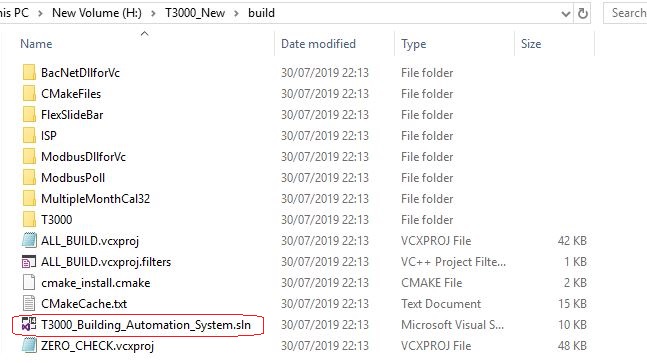 his PC > New Volume (H:) > T3000_New > build Search
Name Date modified Type Size
BacNetDllforVc 30/07/2019 22:13 File folder
CMakeFiles 30/07/2019 22:13 File folder
FlexSlideBar 30/07/2019 22:13 File folder
ISP 30/07/2019 22:13 File folder
ModbusDllforVc 30/07/2019 22:13 File folder
ModbusPoll 30/07/2019 22:13 File folder
MultipleMonthCal32 30/07/2019 22:13 File folder
T3000 30/07/2019 22:13 File folder
ALL_BUILD.vcxproj 30/07/2019 22:13 VCXPROJ File 42 KB
ALL_BUILD.vcxproj.filters 30/07/2019 22:13 VC++ Project Filte... 1 KB
cmake_install.cmake 30/07/2019 22:13 CMAKE File 2 KB
CMakeCache.txt 30/07/2019 22:13 Text Document 15 KB
T3000_Building_Automation_System.sln 30/07/2019 22:13 Microsoft Visual S... 10 KB
ZERO_CHECK.vcxproj 30/07/2019 22:13 VCXPROJ File 48 KB